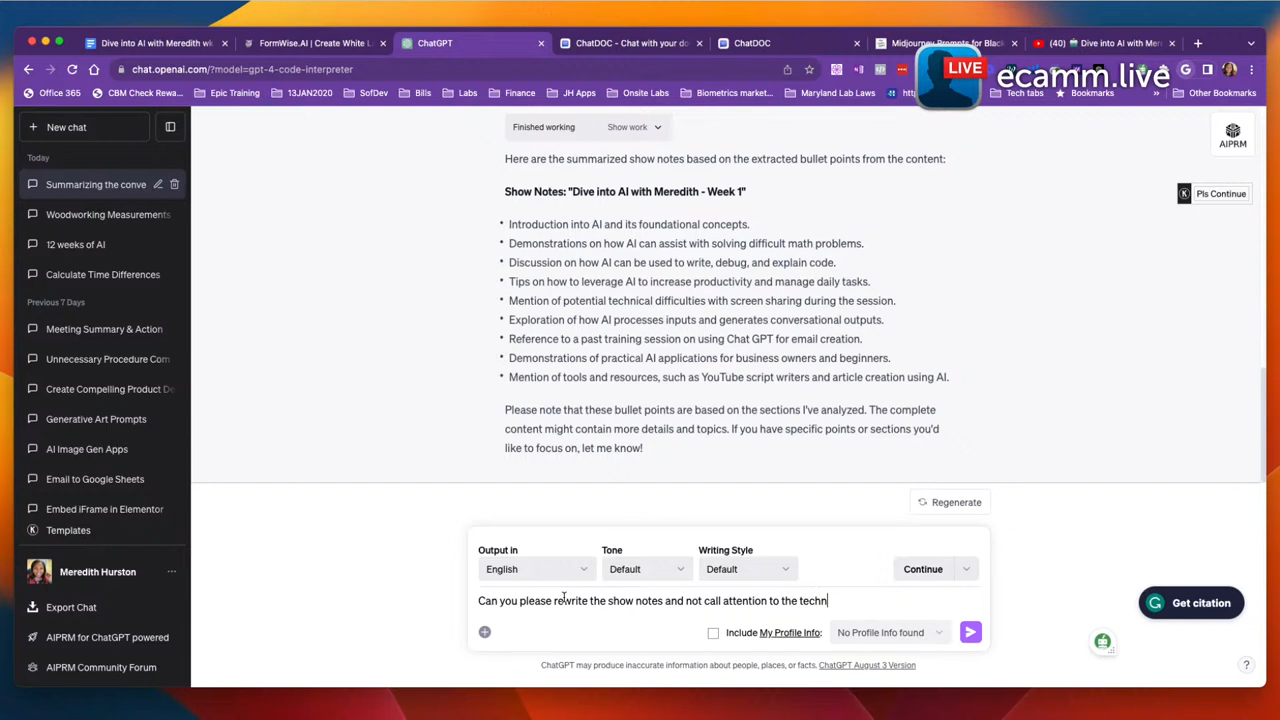 Dive into AI with Meredith wk
FormWise.AI | Create White L
ChatGPT
ChatDOC - Chat with your do
ChatDOC
Midjourney Prompts for Black
(40) Dive into AI with Mere
chat.openai.com/?model=gpt-4-code-interpreter
LIVE
ecamm.live
Office 365
CBM Check Rewa...
Epic Training
13JAN2020
SofDev
Bills
Labs
Finance
JH Apps
Onsite Labs
Biometrics market...
Maryland Lab Laws
Tech tabs
Bookmarks
Other Bookmarks
New chat
Today
Summarizing the conve
Woodworking Measurements
12 weeks of AI
Calculate Time Differences
Previous 7 Days
Meeting Summary & Action
Unnecessary Procedure Com
Create Compelling Product De
Generative Art Prompts
AI Image Gen Apps
Email to Google Sheets
Embed iFrame in Elementor
K Templates
Meredith Hurston
Export Chat
AIPRM for ChatGPT powered
AIPRM Community Forum
Finished working Show work
AIPRM
K Pls Continue
Here are the summarized show notes based on the extracted bullet points from the content:
Show Notes: "Dive into AI with Meredith - Week 1"
• Introduction into AI and its foundational concepts.
• Demonstrations on how AI can assist with solving difficult math problems.
• Discussion on how AI can be used to write, debug, and explain code.
• Tips on how to leverage AI to increase productivity and manage daily tasks.
• Mention of potential technical difficulties with screen sharing during the session.
• Exploration of how AI processes inputs and generates conversational outputs.
• Reference to a past training session on using Chat GPT for email creation.
• Demonstrations of practical AI applications for business owners and beginners.
• Mention of tools and resources, such as YouTube script writers and article creation using AI.
Please note that these bullet points are based on the sections I've analyzed. The complete
content might contain more details and topics. If you have specific points or sections you'd
like to focus on, let me know!
Regenerate
Output in Tone Writing Style
English Default Default Continue
Can you please rewrite the show notes and not call attention to the techn
Include My Profile Info: No Profile Info found
Get citation
ChatGPT may produce inaccurate information about people, places, or facts. ChatGPT August 3 Version
?